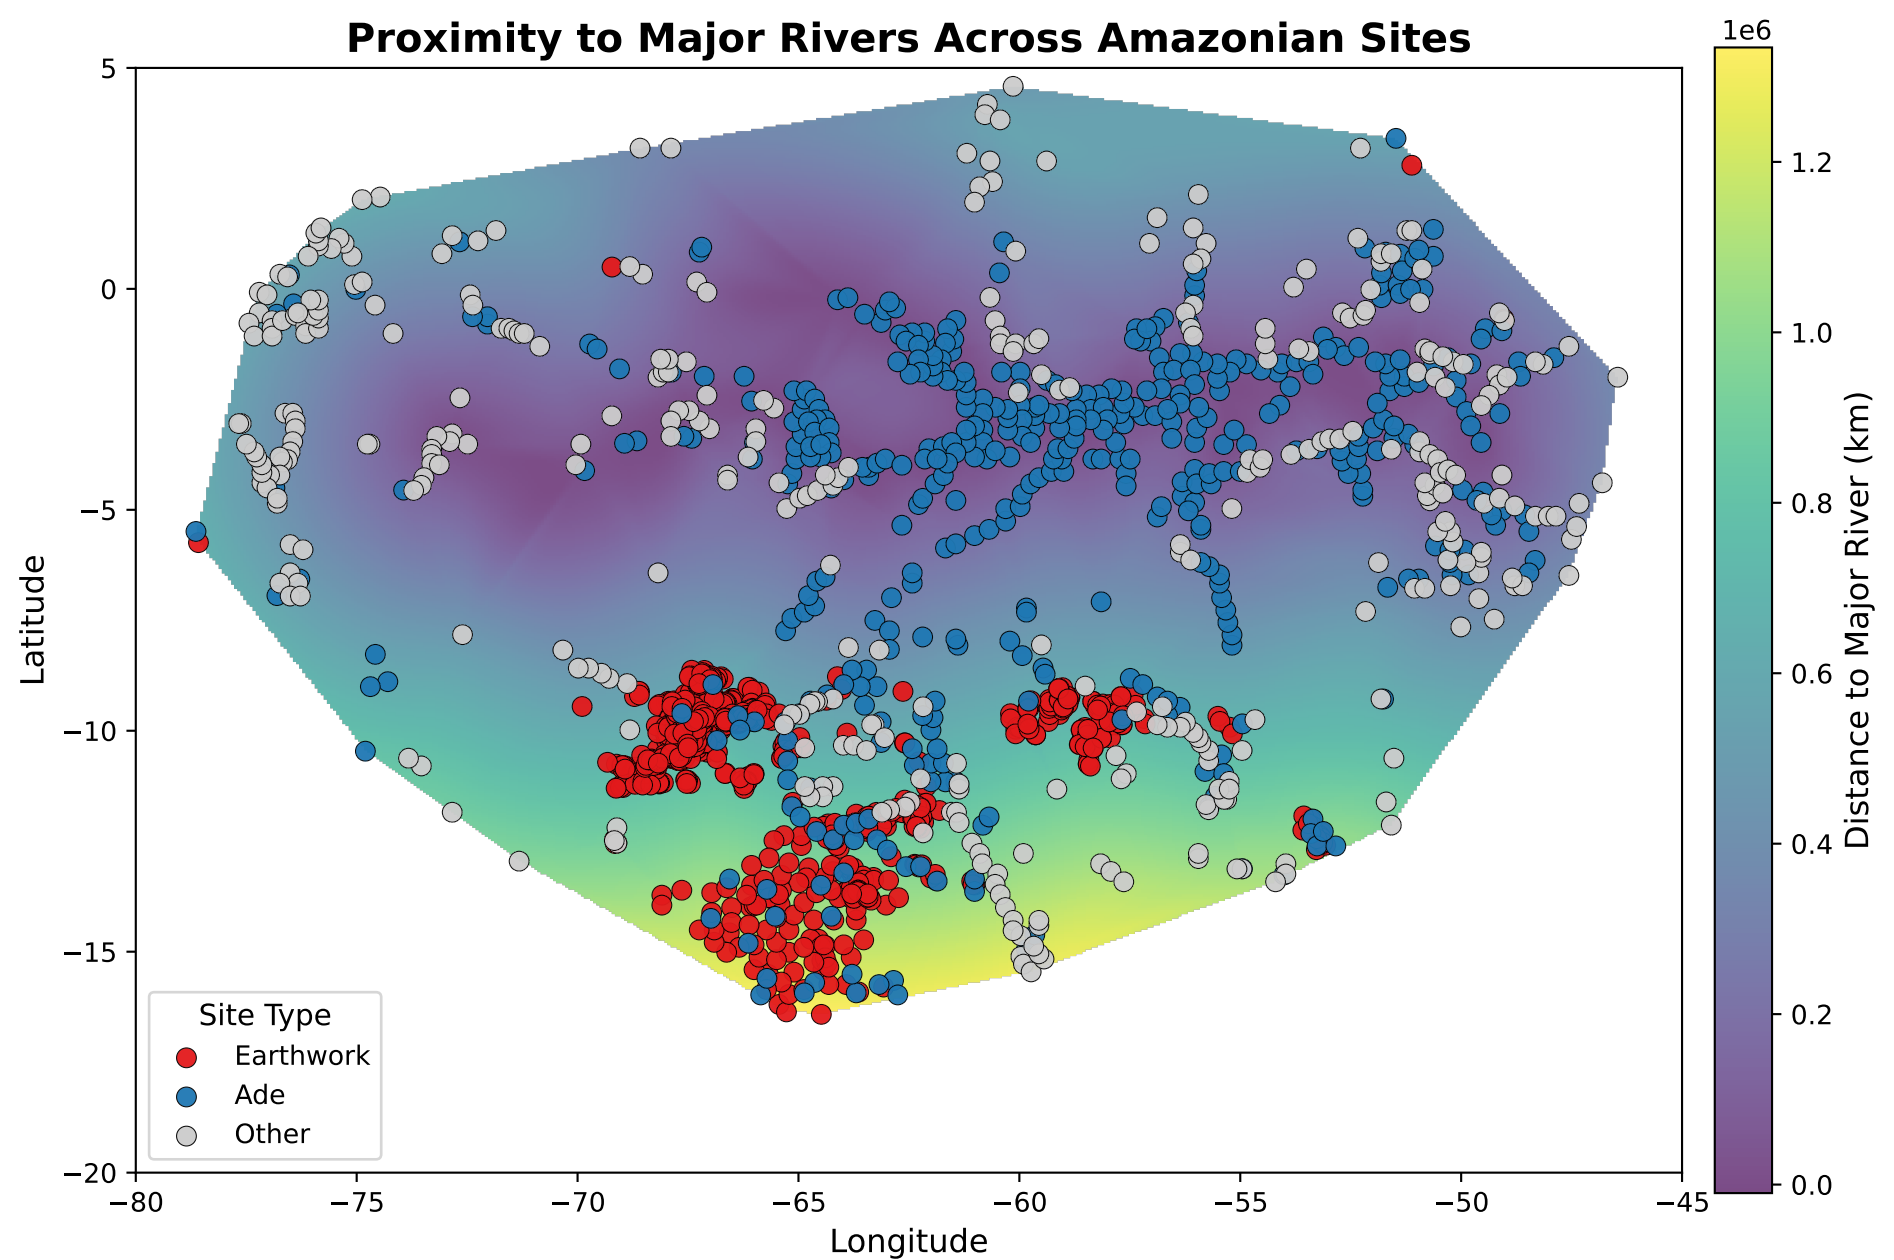 Proximity to Major Rivers Across Amazonian Sites
1e6
5
0
−5
−10
−15
−20
Latitude
−80
−75
−70
−65
−60
−55
−50
−45
Longitude
Site Type
Earthwork
Ade
Other
1.2
1.0
0.8
0.6
0.4
0.2
0.0
Distance to Major River (km)